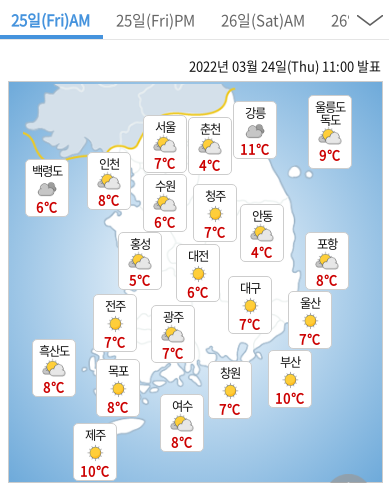 25일(Fri)AM 25일(Fri)PM 26일(Sat)AM 26
2022년 03월 24일(Thu) 11:00 발표
울릉도
독도
9℃
강릉
11℃
서울
7℃
춘천
4℃
인천
8℃
백령도
6℃
수원
6℃
청주
7℃
안동
4℃
홍성
5℃
포항
8℃
대전
6℃
대구
7℃
울산
7℃
전주
7℃
광주
7℃
흑산도
8℃
부산
10℃
목포
8℃
창원
7℃
여수
8℃
제주
10℃